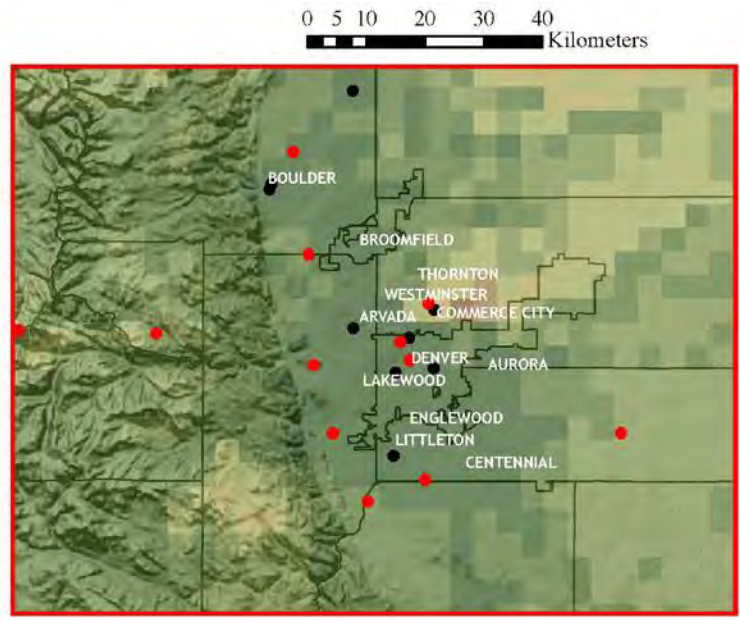 0 5 10 20 30 40
Kilometers
BOULDER
BROOMFIELD
THORNTON
WESTMINSTER
COMMERCE CITY
ARVADA
DENVER
AURORA
LAKEWOOD
ENGLEWOOD
LITTLETON
CENTENNIAL